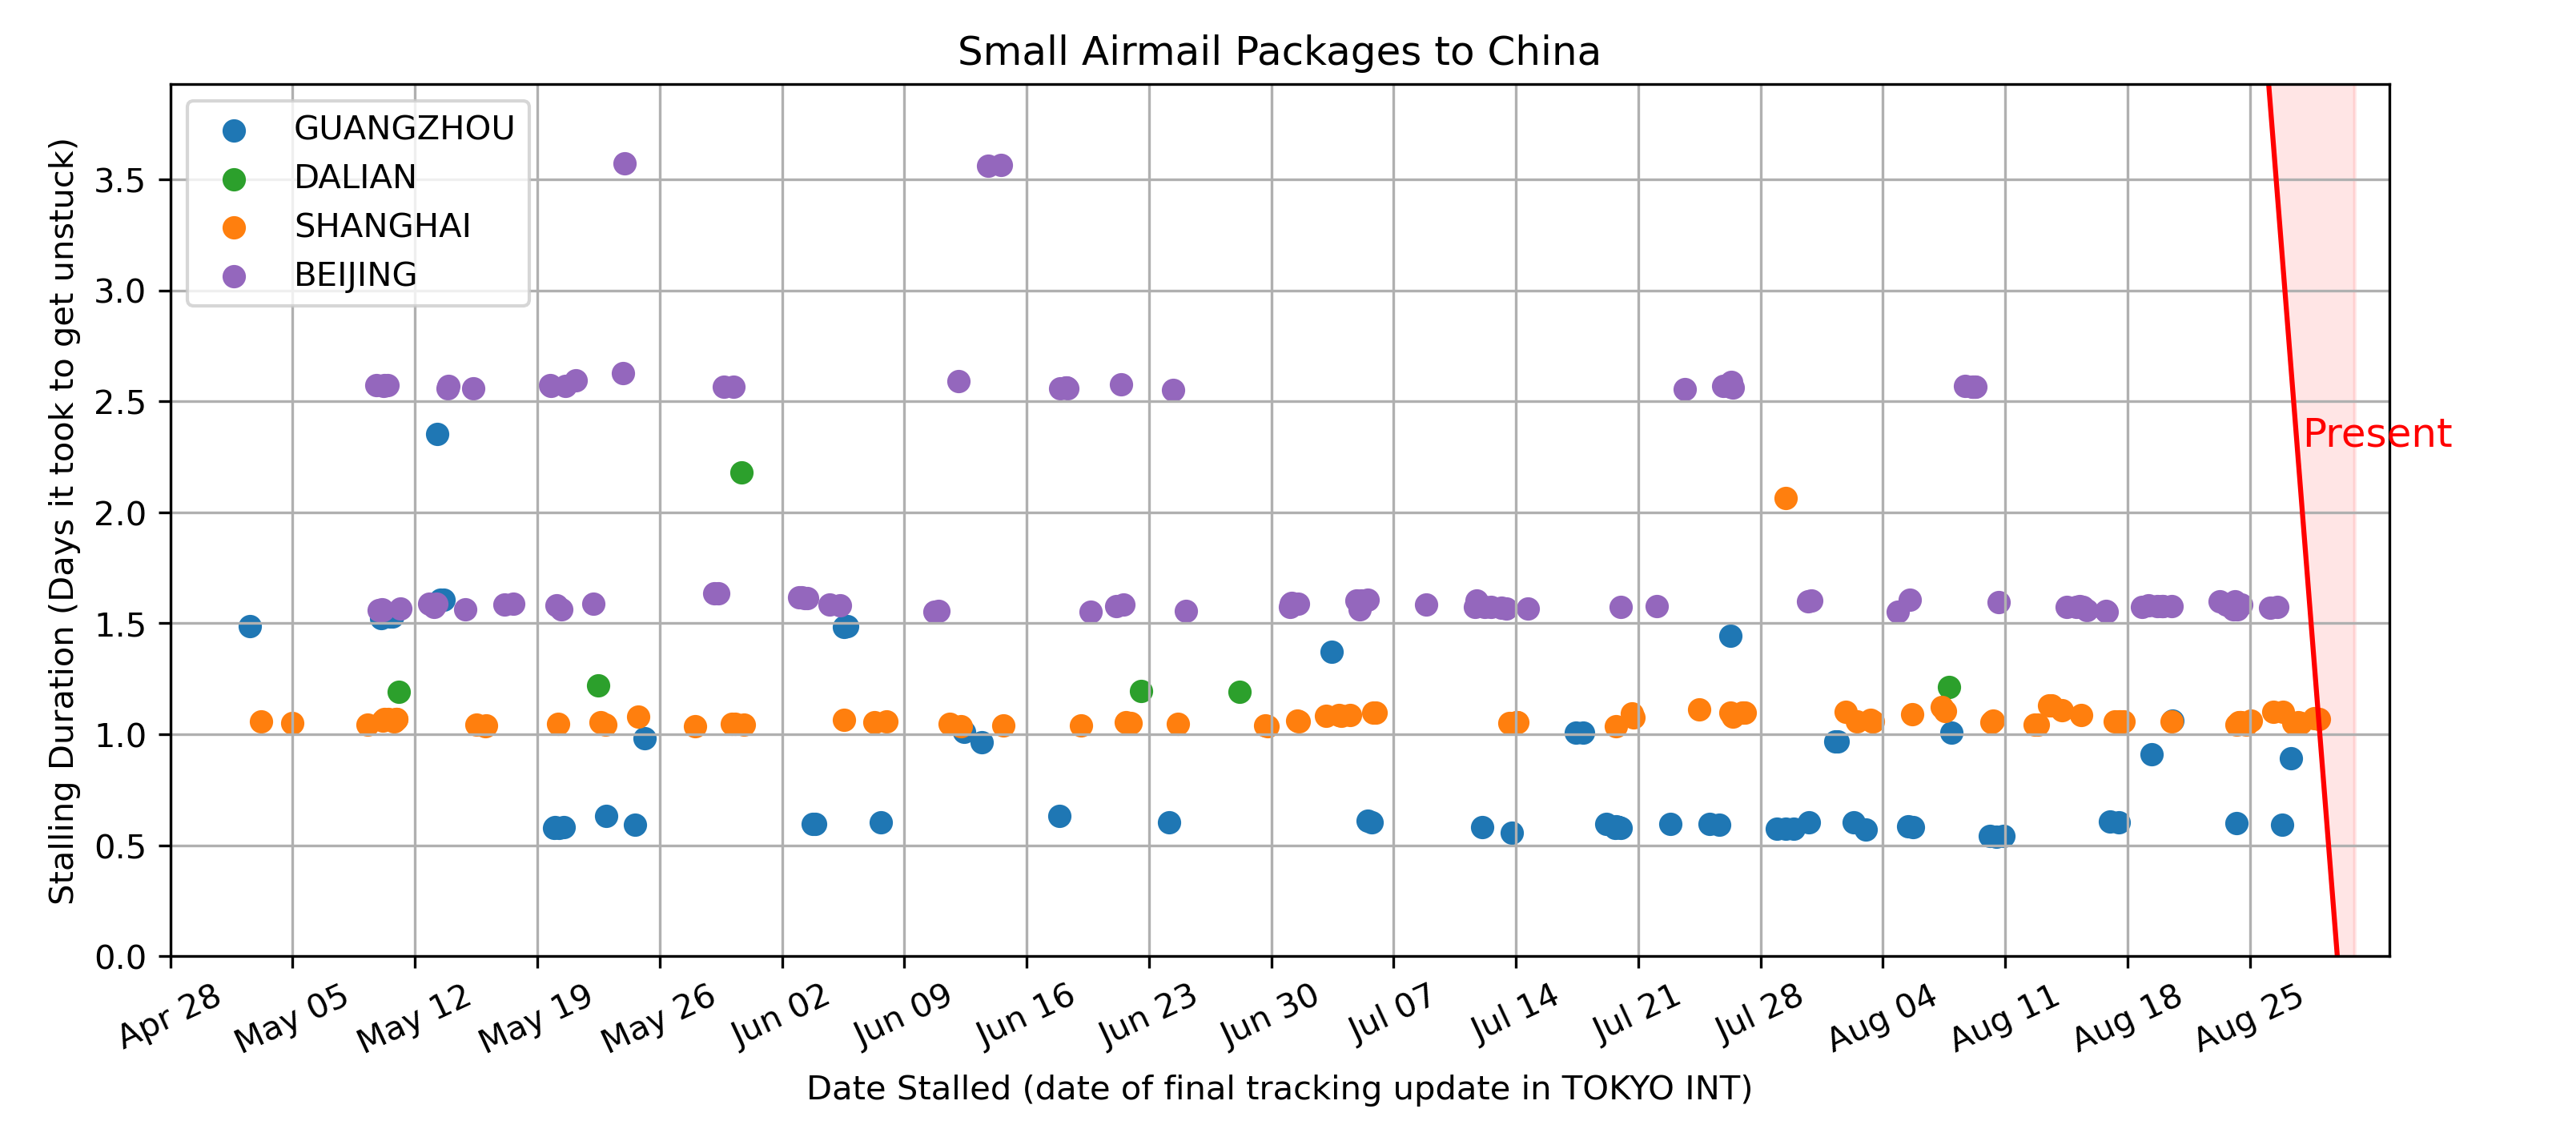 Small Airmail Packages to China
GUANGZHOU
DALIAN
SHANGHAI
BEIJING
Stalling Duration (Days it took to get unstuck)
3.5
3.0
2.5
2.0
1.5
1.0
0.5
0.0
Present
Apr 28
May 05
May 12
May 19
May 26
Jun 02
Jun 09
Jun 16
Jun 23
Jun 30
Jul 07
Jul 14
Jul 21
Jul 28
Aug 04
Aug 11
Aug 18
Aug 25
Date Stalled (date of final tracking update in TOKYO INT)